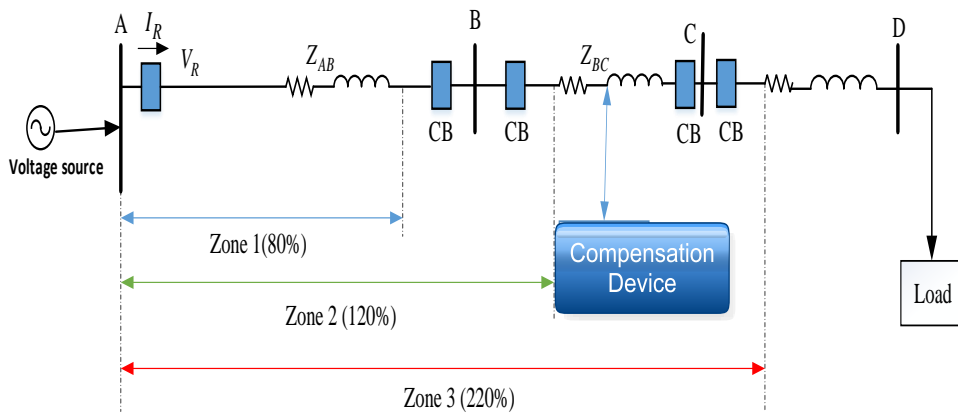 A
I_R
V_R
Z_AB
B
Z_BC
C
D
CB
CB
CB
CB
Voltage source
Zone 1(80%)
Compensation
Device
Load
Zone 2 (120%)
Zone 3 (220%)